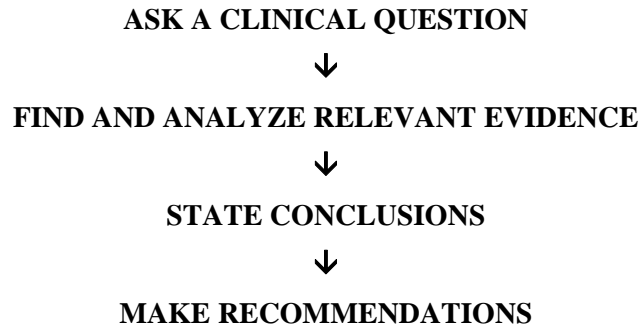 ASK A CLINICAL QUESTION
↓
FIND AND ANALYZE RELEVANT EVIDENCE
↓
STATE CONCLUSIONS
↓
MAKE RECOMMENDATIONS